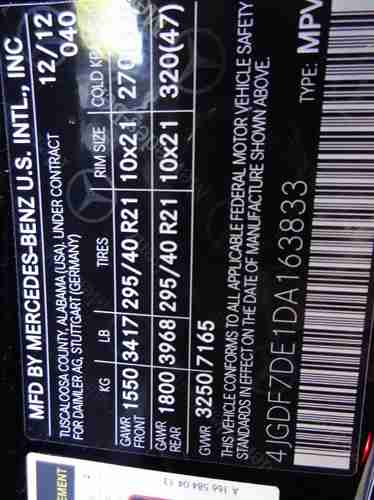 MFD BY MERCEDES-BENZ U.S. INTL., INC
TUSCALOOSA COUNTY, ALABAMA (USA), UNDER CONTRACT
FOR DAIMLER AG, STUTTGART (GERMANY)
12/12
040
KG LB TIRES RIM SIZE COLD
GAWR FRONT 1550 3417 295/40 R21 10x21
GAWR REAR 1800 3968 295/40 R21 10x21 320(47)
GVWR 3250/7165
THIS VEHICLE CONFORMS TO ALL APPLICABLE FEDERAL MOTOR VEHICLE SAFETY
STANDARDS IN EFFECT ON THE DATE OF MANUFACTURE SHOWN ABOVE.
4JGDF7DE1DA163833 TYPE: MPV
A 166 584 04 13